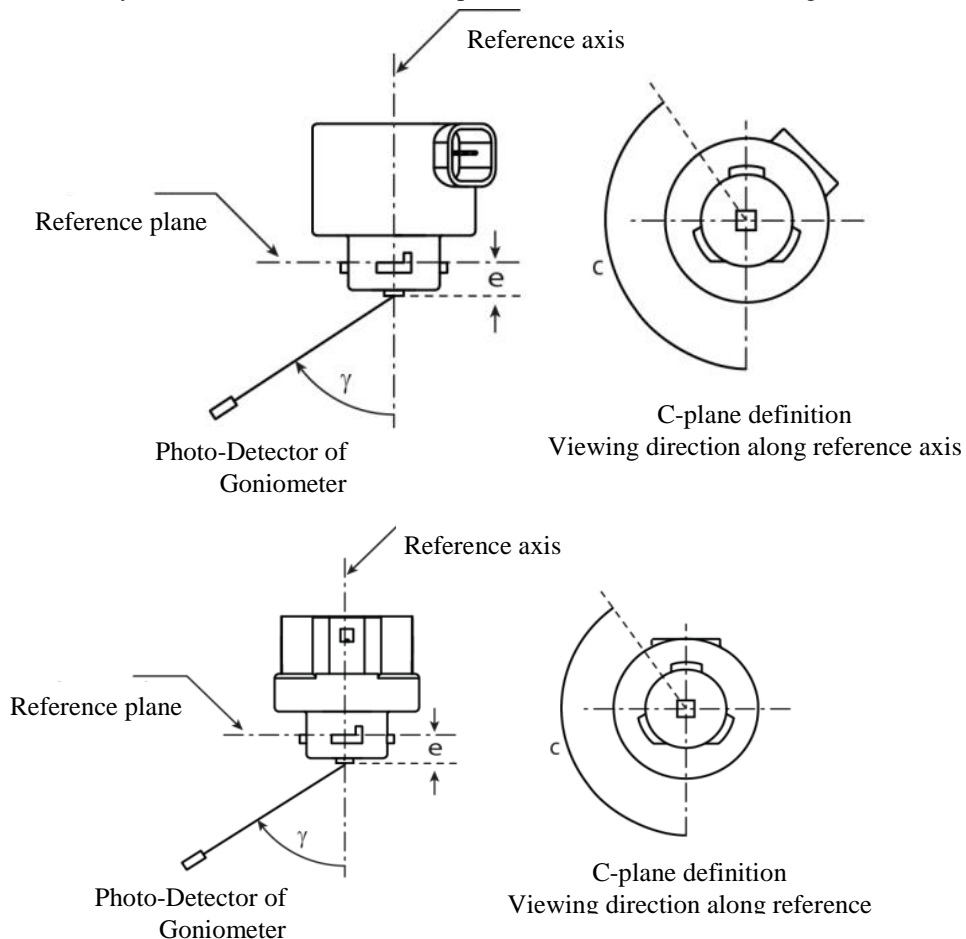 Reference axis
Reference plane
e
c
γ
C-plane definition
Viewing direction along reference axis
Photo-Detector of
Goniometer
Reference axis
Reference plane
e
c
γ
C-plane definition
Viewing direction along reference
Photo-Detector of
Goniometer